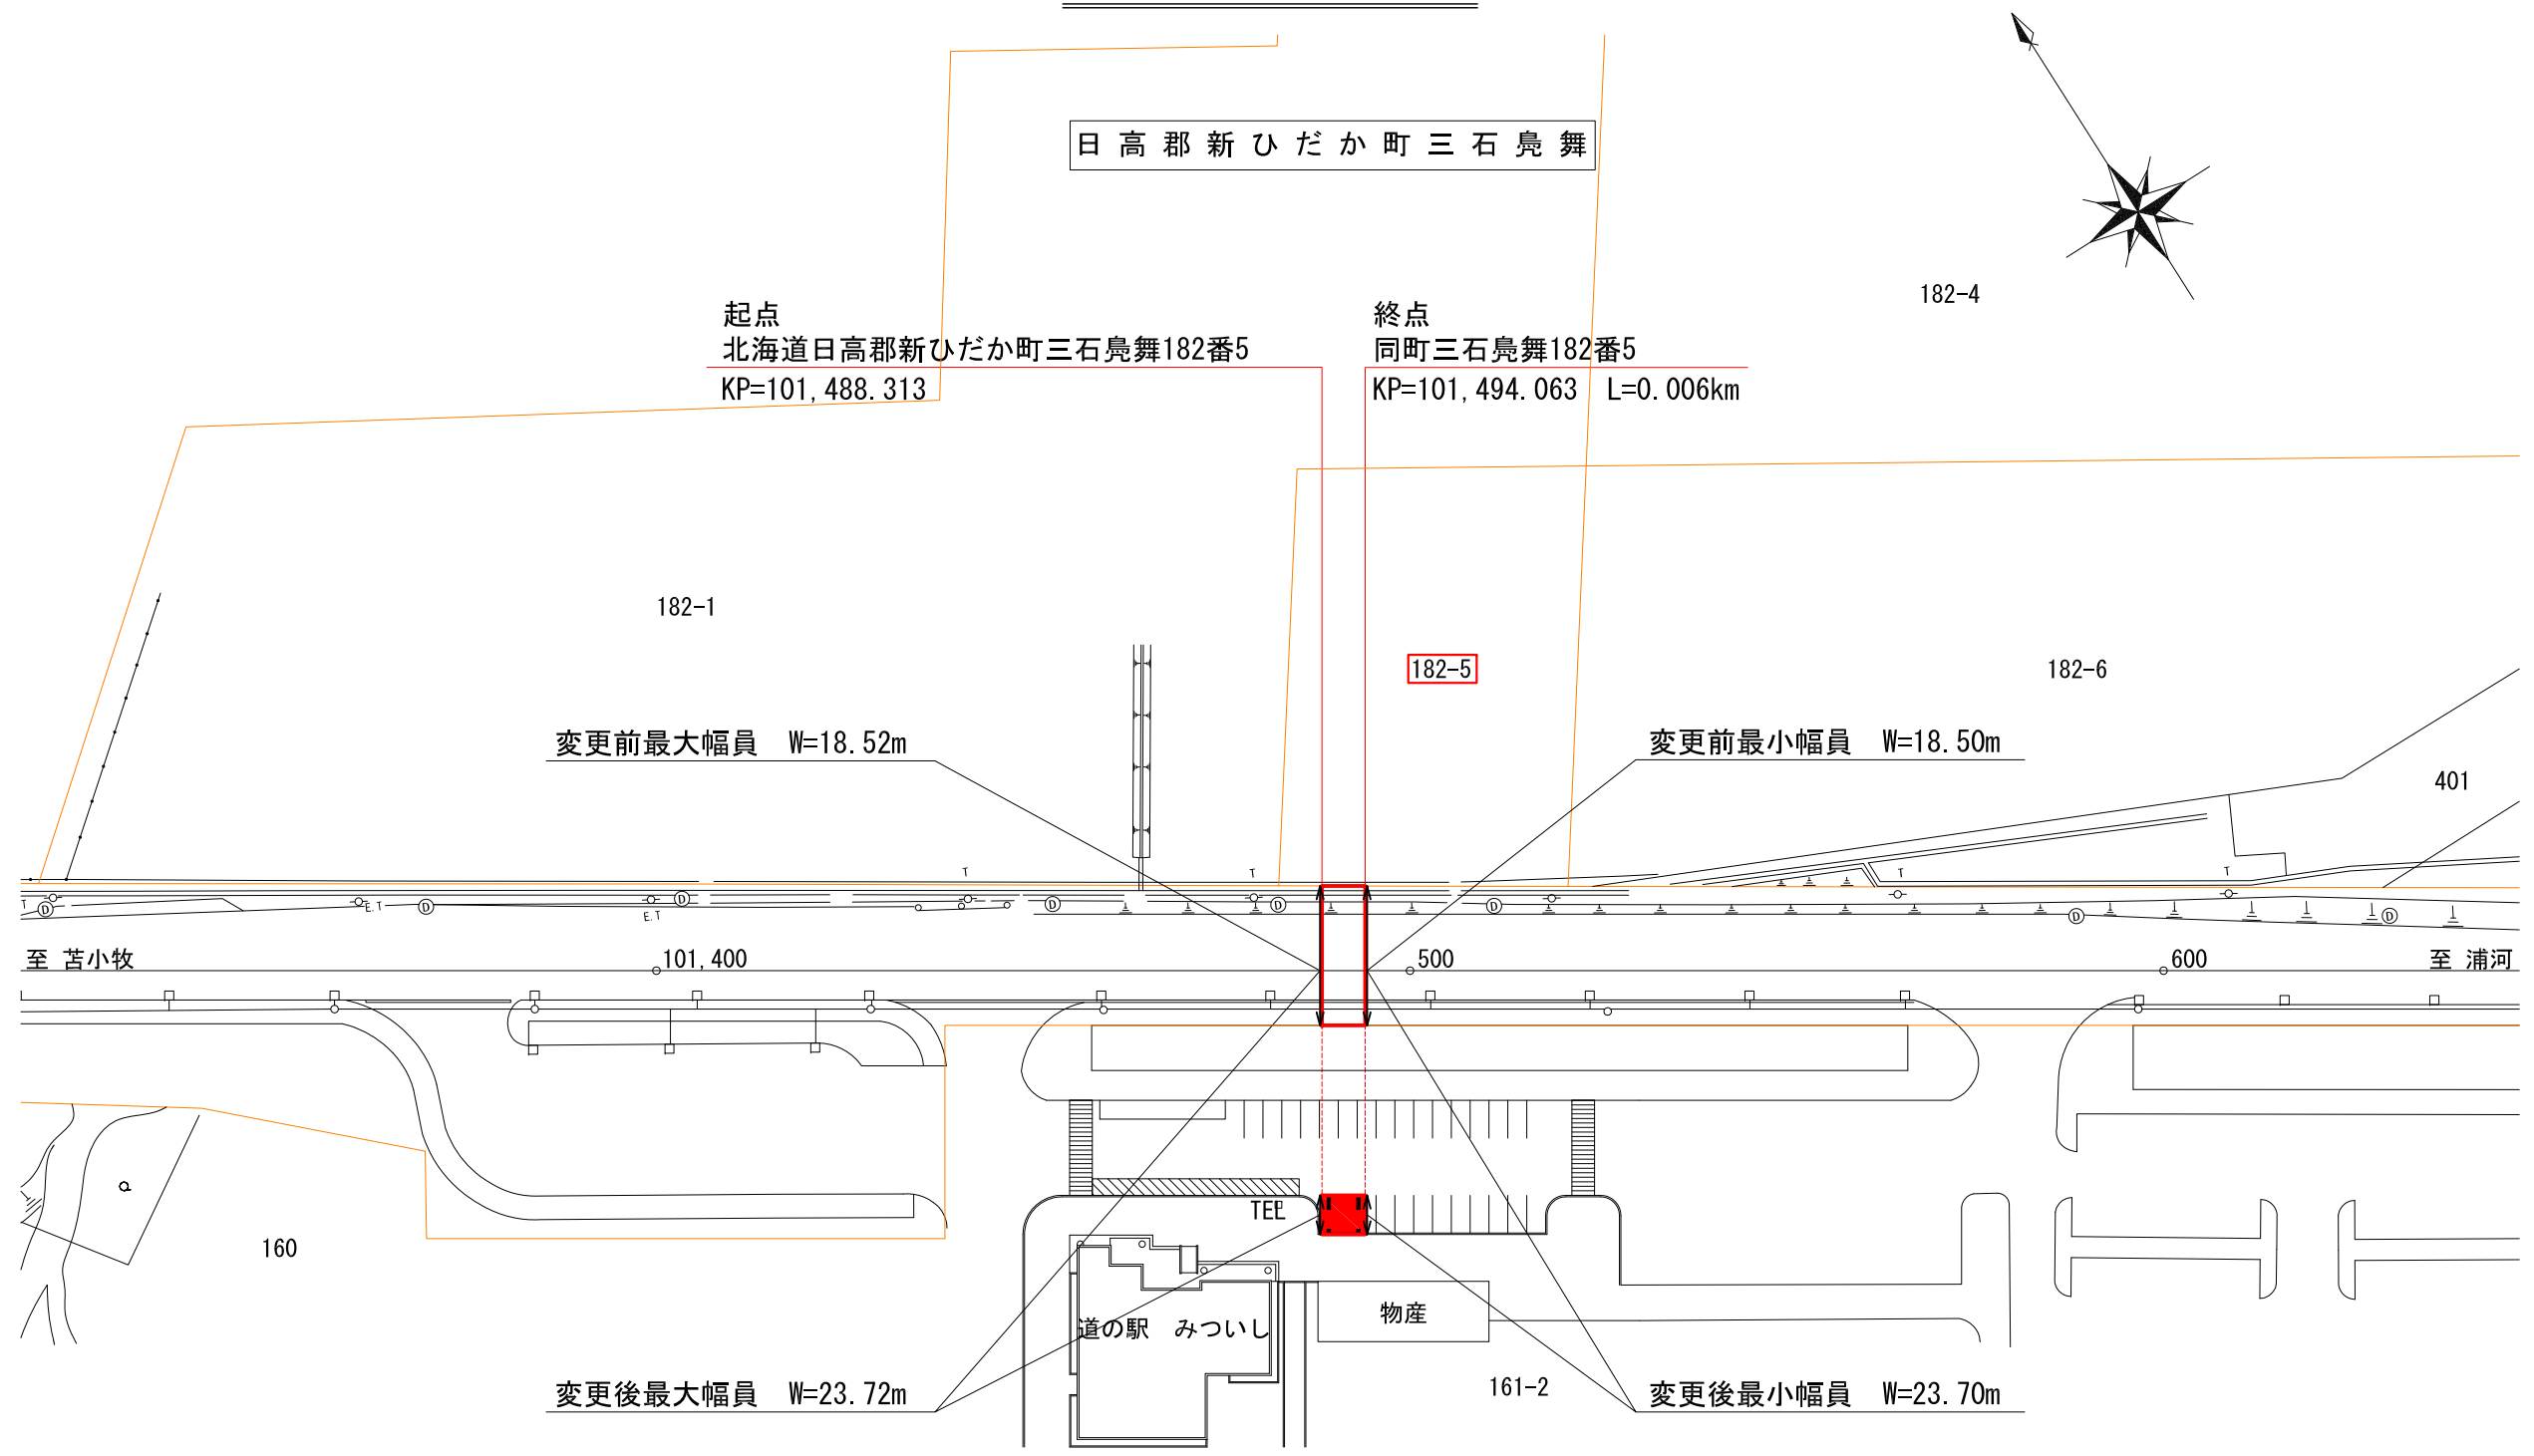 日高郡新ひだか町三石鳧舞
182-4
起点
北海道日高郡新ひだか町三石鳧舞182番5
KP=101,488.313
終点
同町三石鳧舞182番5
KP=101,494.063 L=0.006km
182-1
182-5
182-6
変更前最大幅員 W=18.52m
変更前最小幅員 W=18.50m
401
T
T
T
T
T
D
E.T
D
E.T
D
D
D
D
D
D
至 苫小牧
101,400
500
600
至 浦河
TEL
160
道の駅 みついし
物産
161-2
変更後最大幅員 W=23.72m
変更後最小幅員 W=23.70m